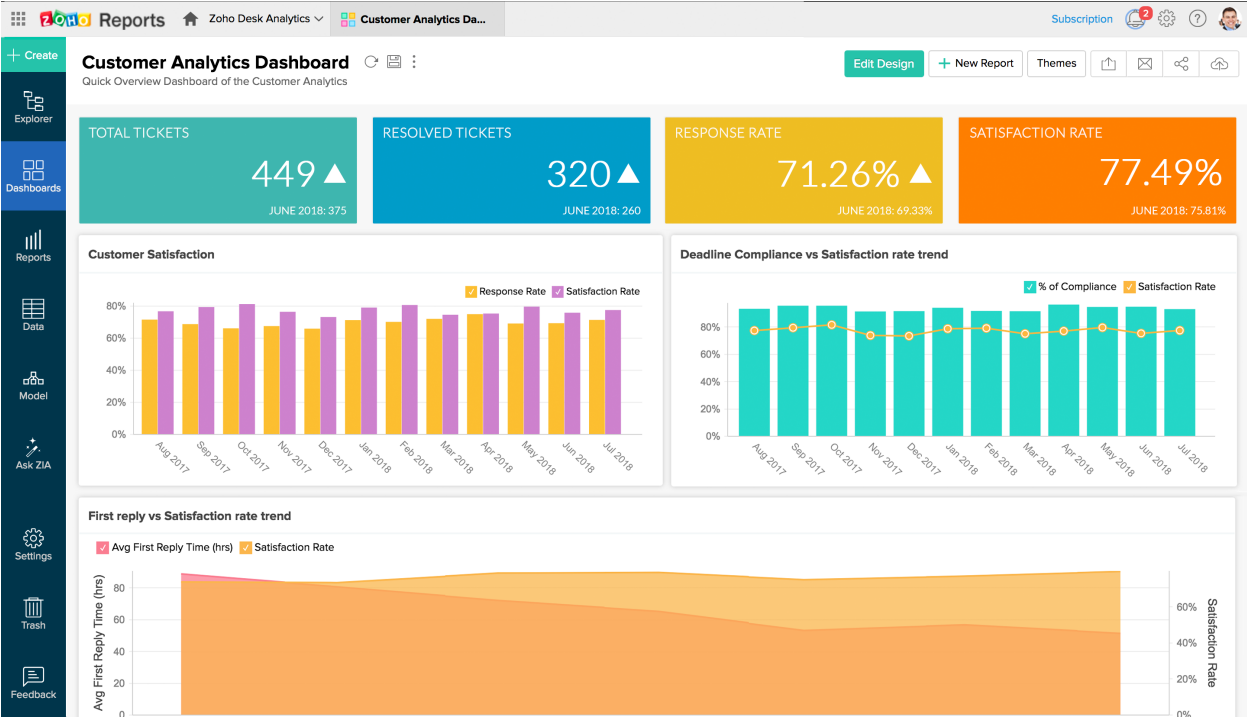 ZOHO Reports
Zoho Desk Analytics
Customer Analytics Da...
Subscription
2
+ Create
Explorer
Dashboards
Reports
Data
Model
Ask ZIA
Settings
Trash
Feedback
Customer Analytics Dashboard
Quick Overview Dashboard of the Customer Analytics
Edit Design
+ New Report
Themes
TOTAL TICKETS
449
JUNE 2018: 375
RESOLVED TICKETS
320
JUNE 2018: 260
RESPONSE RATE
71.26%
JUNE 2018: 69.33%
SATISFACTION RATE
77.49%
JUNE 2018: 75.81%
Customer Satisfaction
Response Rate Satisfaction Rate
80%
60%
40%
20%
0%
Aug 2017 Sep 2017 Oct 2017 Nov 2017 Dec 2017 Jan 2018 Feb 2018 Mar 2018 Apr 2018 May 2018 Jun 2018 Jul 2018
Deadline Compliance vs Satisfaction rate trend
% of Compliance Satisfaction Rate
80%
60%
40%
20%
0%
Aug 2017 Sep 2017 Oct 2017 Nov 2017 Dec 2017 Jan 2018 Feb 2018 Mar 2018 Apr 2018 May 2018 Jun 2018 Jul 2018
First reply vs Satisfaction rate trend
Avg First Reply Time (hrs) Satisfaction Rate
Avg First Reply Time (hrs)
80
60
40
20
0
60%
40%
20%
0%
Satisfaction Rate